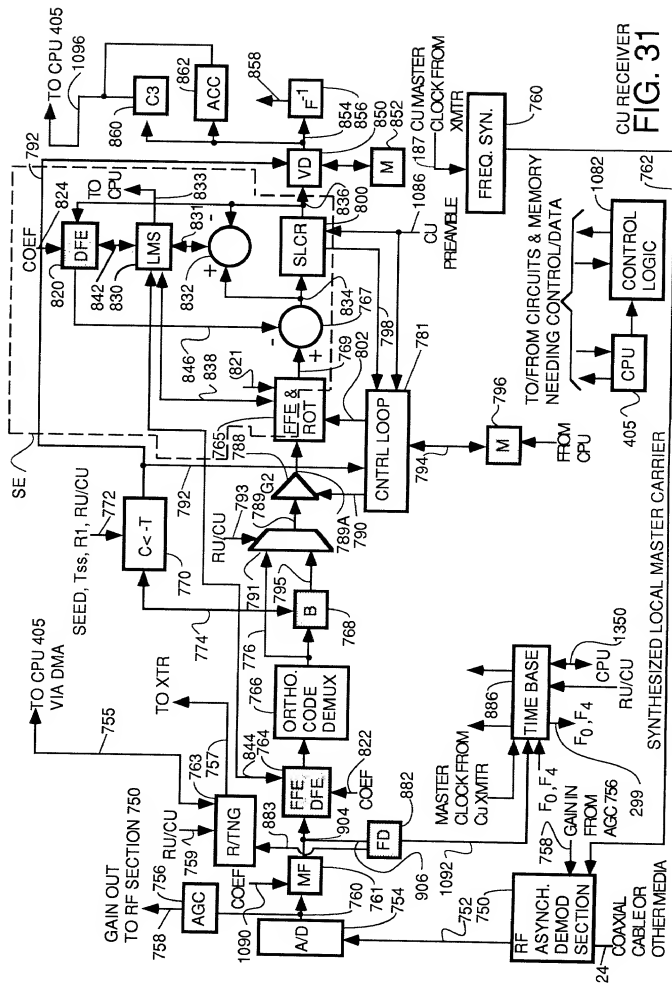 GAIN OUT
TO RF SECTION 750
758
756
AGC
TO CPU 405
VIA DMA
755
RU/CU
759
763
R/TNG
757
TO XTR
SEED, Tss, R1, RU/CU
772
C<-T
770
774
792
SE
COEF
824
792
820
DFE
842
830
LMS
831
832
TO
CPU
833
+
-
846
838
821
TO CPU 405
1096
860
C3
862
ACC
858
F-1
856
854
VD
850
M
852
836
800
SLCR
834
767
-
+
769
765
FFE &
ROT
788
G2
789
789A
790
802
781
CNTRL LOOP
798
1086
CU
PREAMBLE
794
M
796
FROM
CPU
RU/CU
793
791
795
B
768
776
766
ORTHO.
CODE
DEMUX
844
764
FFE
DFE
822
COEF
904
883
FD
882
906
1092
COEF
1090
MF
760
761
A/D
754
752
750
RF
ASYNCH.
DEMOD
SECTION
24
COAXIAL
CABLE OR
OTHER MEDIA
758
GAIN IN
FROM
AGC 756
MASTER
CLOCK FROM
Cu XMTR
886
TIME BASE
F0, F4
F0, F4
299
RU/CU
CPU
1350
SYNTHESIZED LOCAL MASTER CARRIER
TO/FROM CIRCUITS & MEMORY
NEEDING CONTROL/DATA
CPU
405
CONTROL
LOGIC
1082
762
187
CU MASTER
CLOCK FROM
XMTR
FREQ. SYN.
760
CU RECEIVER
FIG. 31